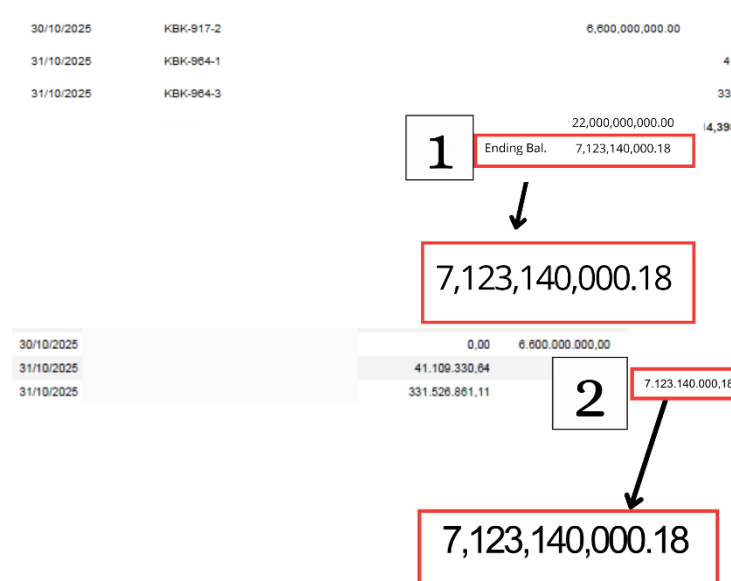 30/10/2025 KBK-917-2 6,600,000,000.00
31/10/2025 KBK-964-1 4
31/10/2025 KBK-964-3 33
22,000,000,000.00 14,398
1 Ending Bal. 7,123,140,000.18
7,123,140,000.18
30/10/2025 0,00 6.600.000.000,00
31/10/2025 41.109.330,64
31/10/2025 331.526.861,11
2 7.123.140.000,18
7,123,140,000.18